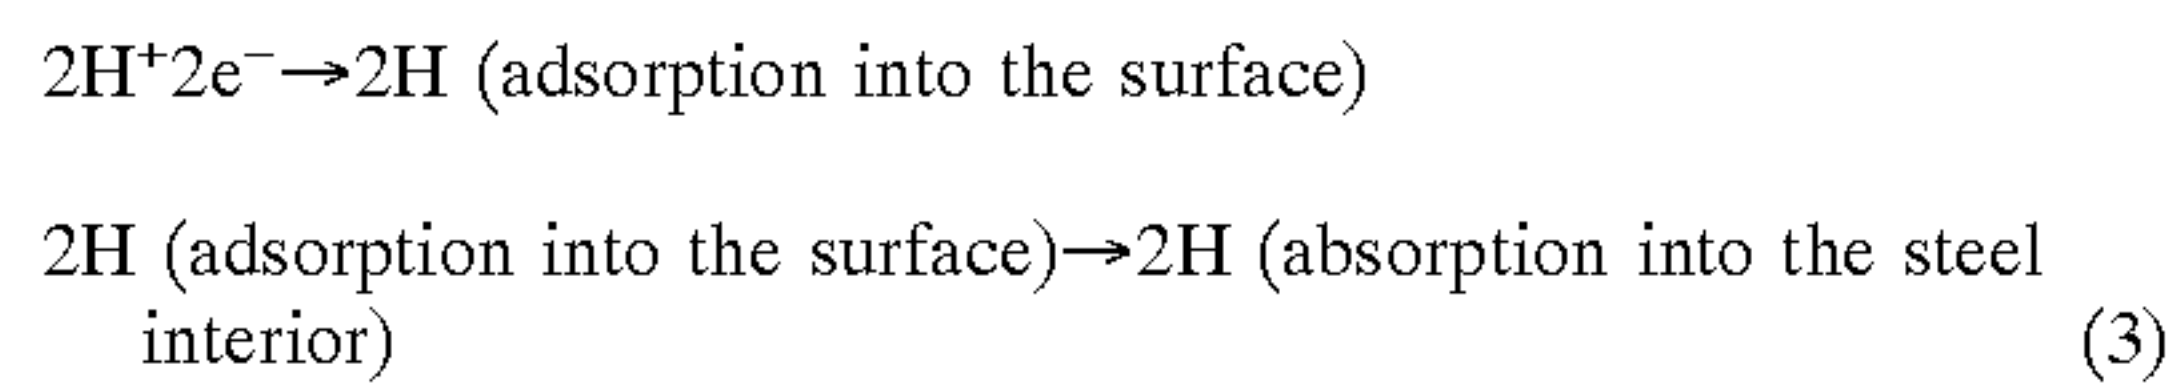 2H⁺2e⁻→2H (adsorption into the surface)
2H (adsorption into the surface)→2H (absorption into the steel
interior) (3)